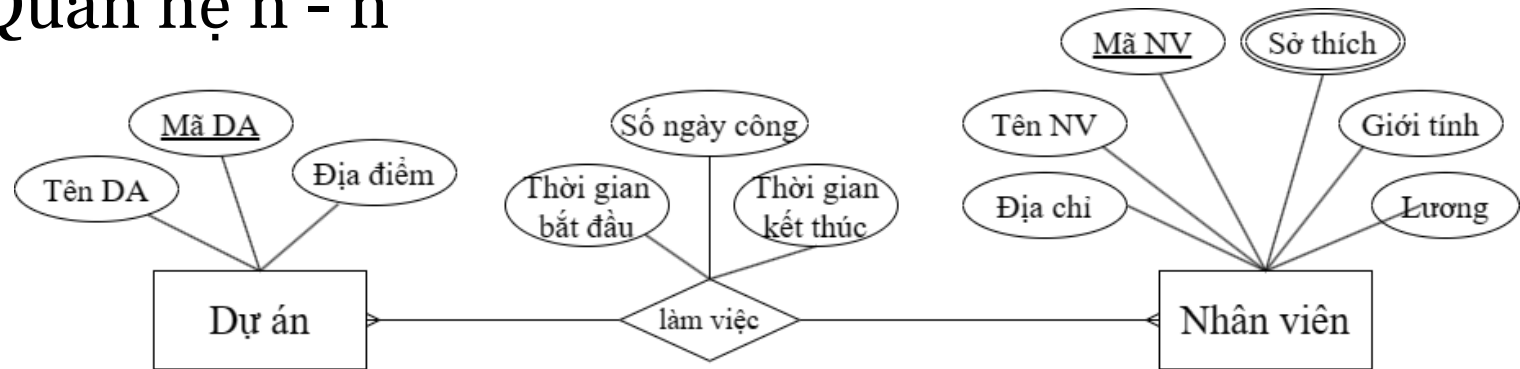 Quan hệ n - n
Mã NV
Sở thích
Mã DA
Số ngày công
Tên NV
Giới tính
Tên DA
Địa điểm
Thời gian
bắt đầu
Thời gian
kết thúc
Địa chỉ
Lương
Dự án
làm việc
Nhân viên